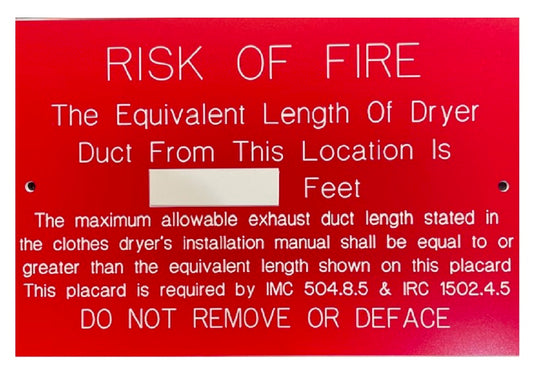 RISK OF FIRE
The Equivalent Length Of Dryer
Duct From This Location Is
Feet
The maximum allowable exhaust duct length stated in
the clothes dryer's installation manual shall be equal to or
greater than the equivalent length shown on this placard
This placard is required by IMC 504.8.5 & IRC 1502.4.5
DO NOT REMOVE OR DEFACE